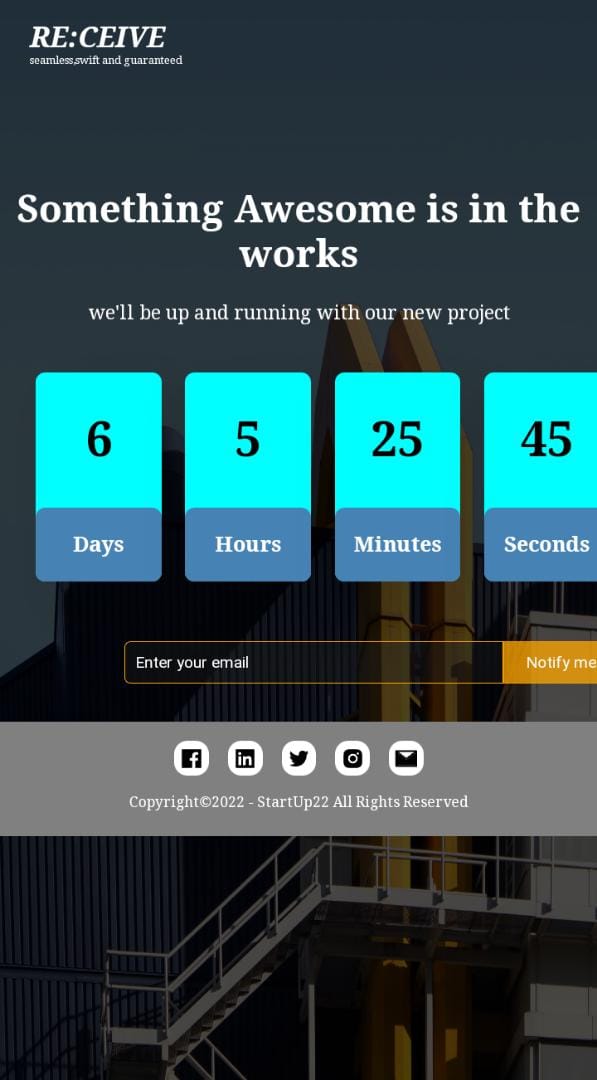 RE:CEIVE
seamless,swift and guaranteed
Something Awesome is in the
works
we'll be up and running with our new project
6 5 25 45
Days Hours Minutes Seconds
Enter your email Notify me
Copyright©2022 - StartUp22 All Rights Reserved